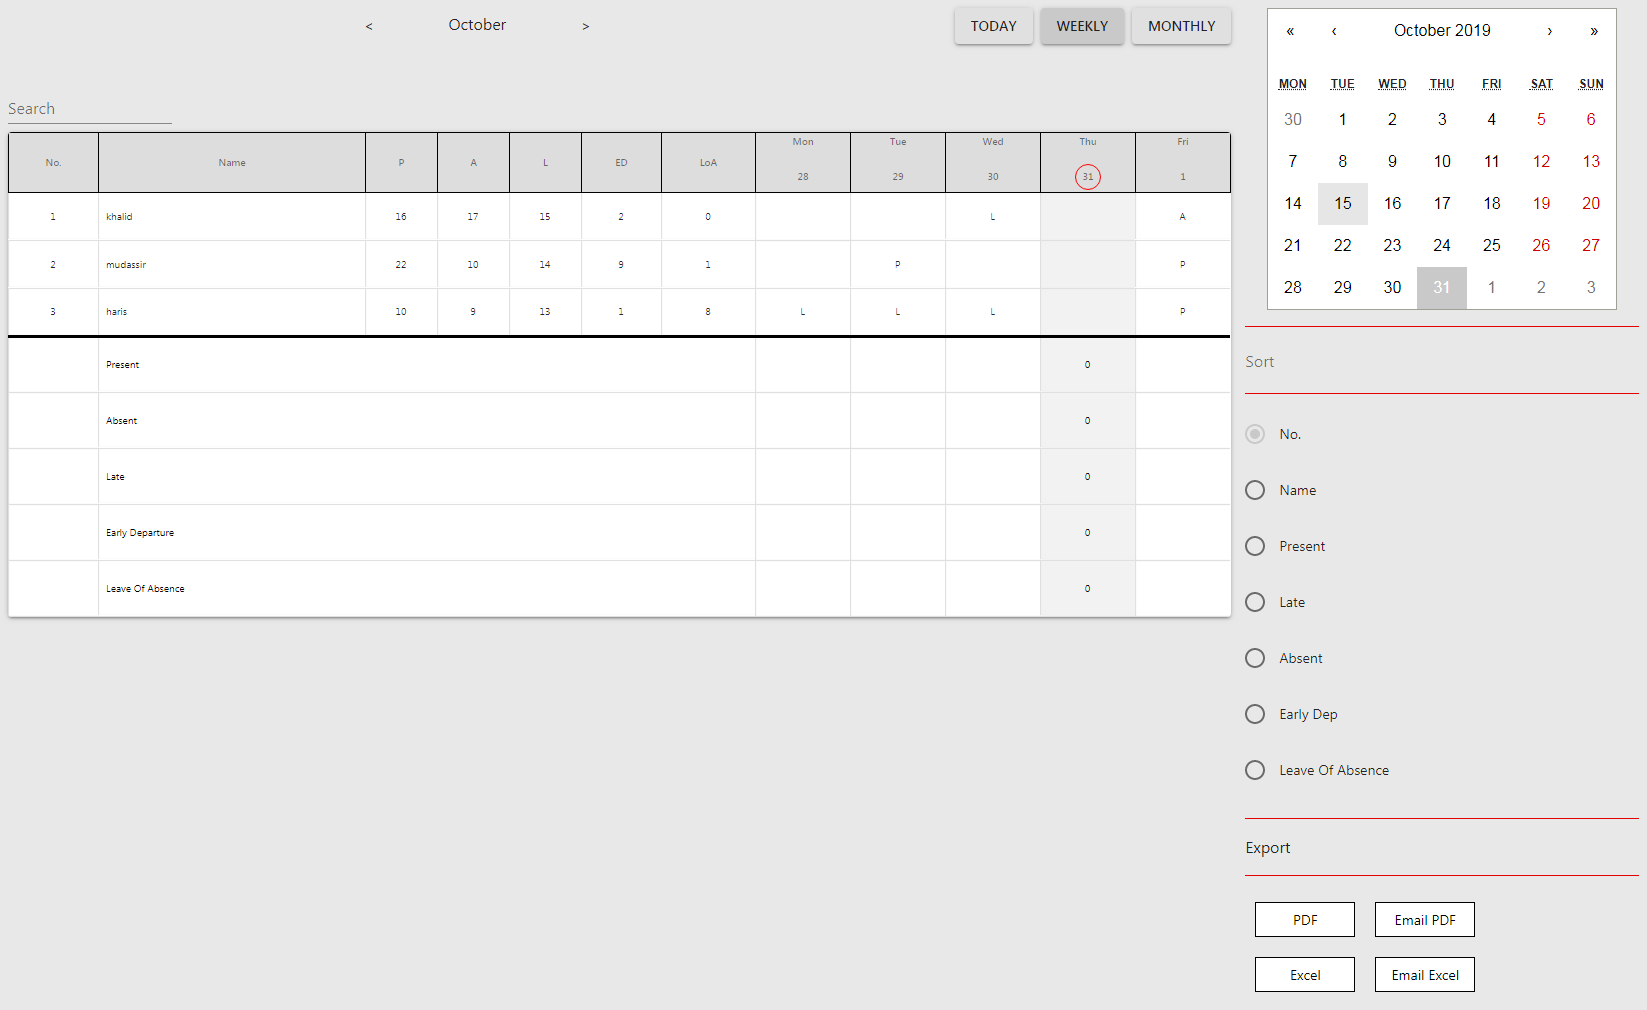 < October >
TODAY WEEKLY MONTHLY
Search
No. Name P A L ED LoA Mon 28 Tue 29 Wed 30 Thu 31 Fri 1
1 khalid 16 17 15 2 0 L A
2 mudassir 22 10 14 9 1 P P
3 haris 10 9 13 1 8 L L L P
Present 0
Absent 0
Late 0
Early Departure 0
Leave Of Absence 0
« ‹ October 2019 › »
MON TUE WED THU FRI SAT SUN
30 1 2 3 4 5 6
7 8 9 10 11 12 13
14 15 16 17 18 19 20
21 22 23 24 25 26 27
28 29 30 31 1 2 3
Sort
No.
Name
Present
Late
Absent
Early Dep
Leave Of Absence
Export
PDF Email PDF
Excel Email Excel